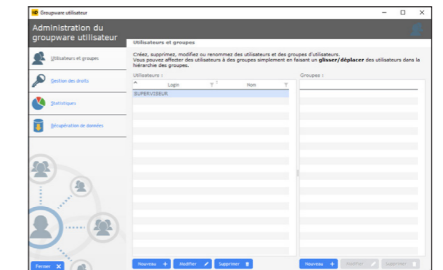 Groupware utilisateur
Administration du
groupware utilisateur
Utilisateurs et groupes
Créez, supprimez, modifiez ou renommez des utilisateurs et des groupes d'utilisateurs.
Vous pouvez affecter des utilisateurs à des groupes simplement en faisant un glisser/déplacer des utilisateurs dans la
hiérarchie des groupes.
Utilisateurs et groupes
Gestion des droits
Statistiques
Récupération de données
Utilisateurs :
Groupes :
Login
Nom
SUPERVISEUR
Fermer
Nouveau
Modifier
Supprimer
Nouveau
Modifier
Supprimer